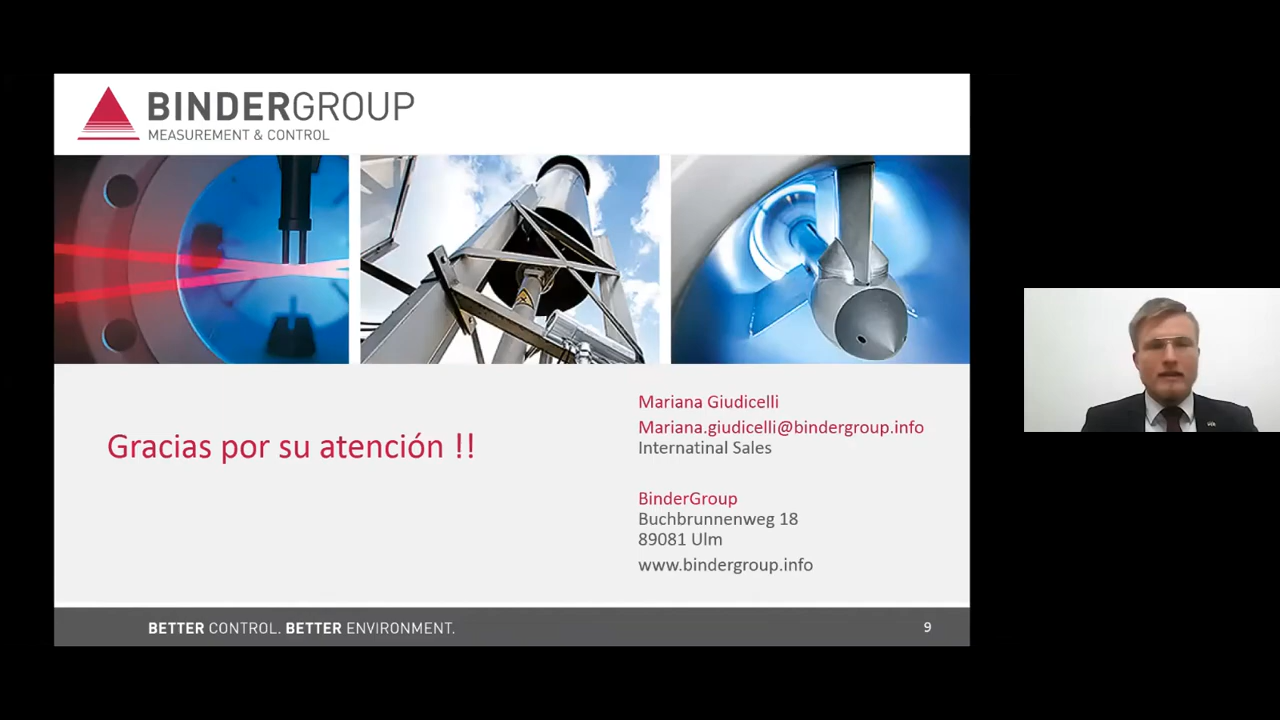 BINDERGROUP
MEASUREMENT & CONTROL
Gracias por su atención !!
Mariana Giudicelli
Mariana.giudicelli@bindergroup.info
Internatinal Sales
BinderGroup
Buchbrunnenweg 18
89081 Ulm
www.bindergroup.info
BETTER CONTROL. BETTER ENVIRONMENT.
9